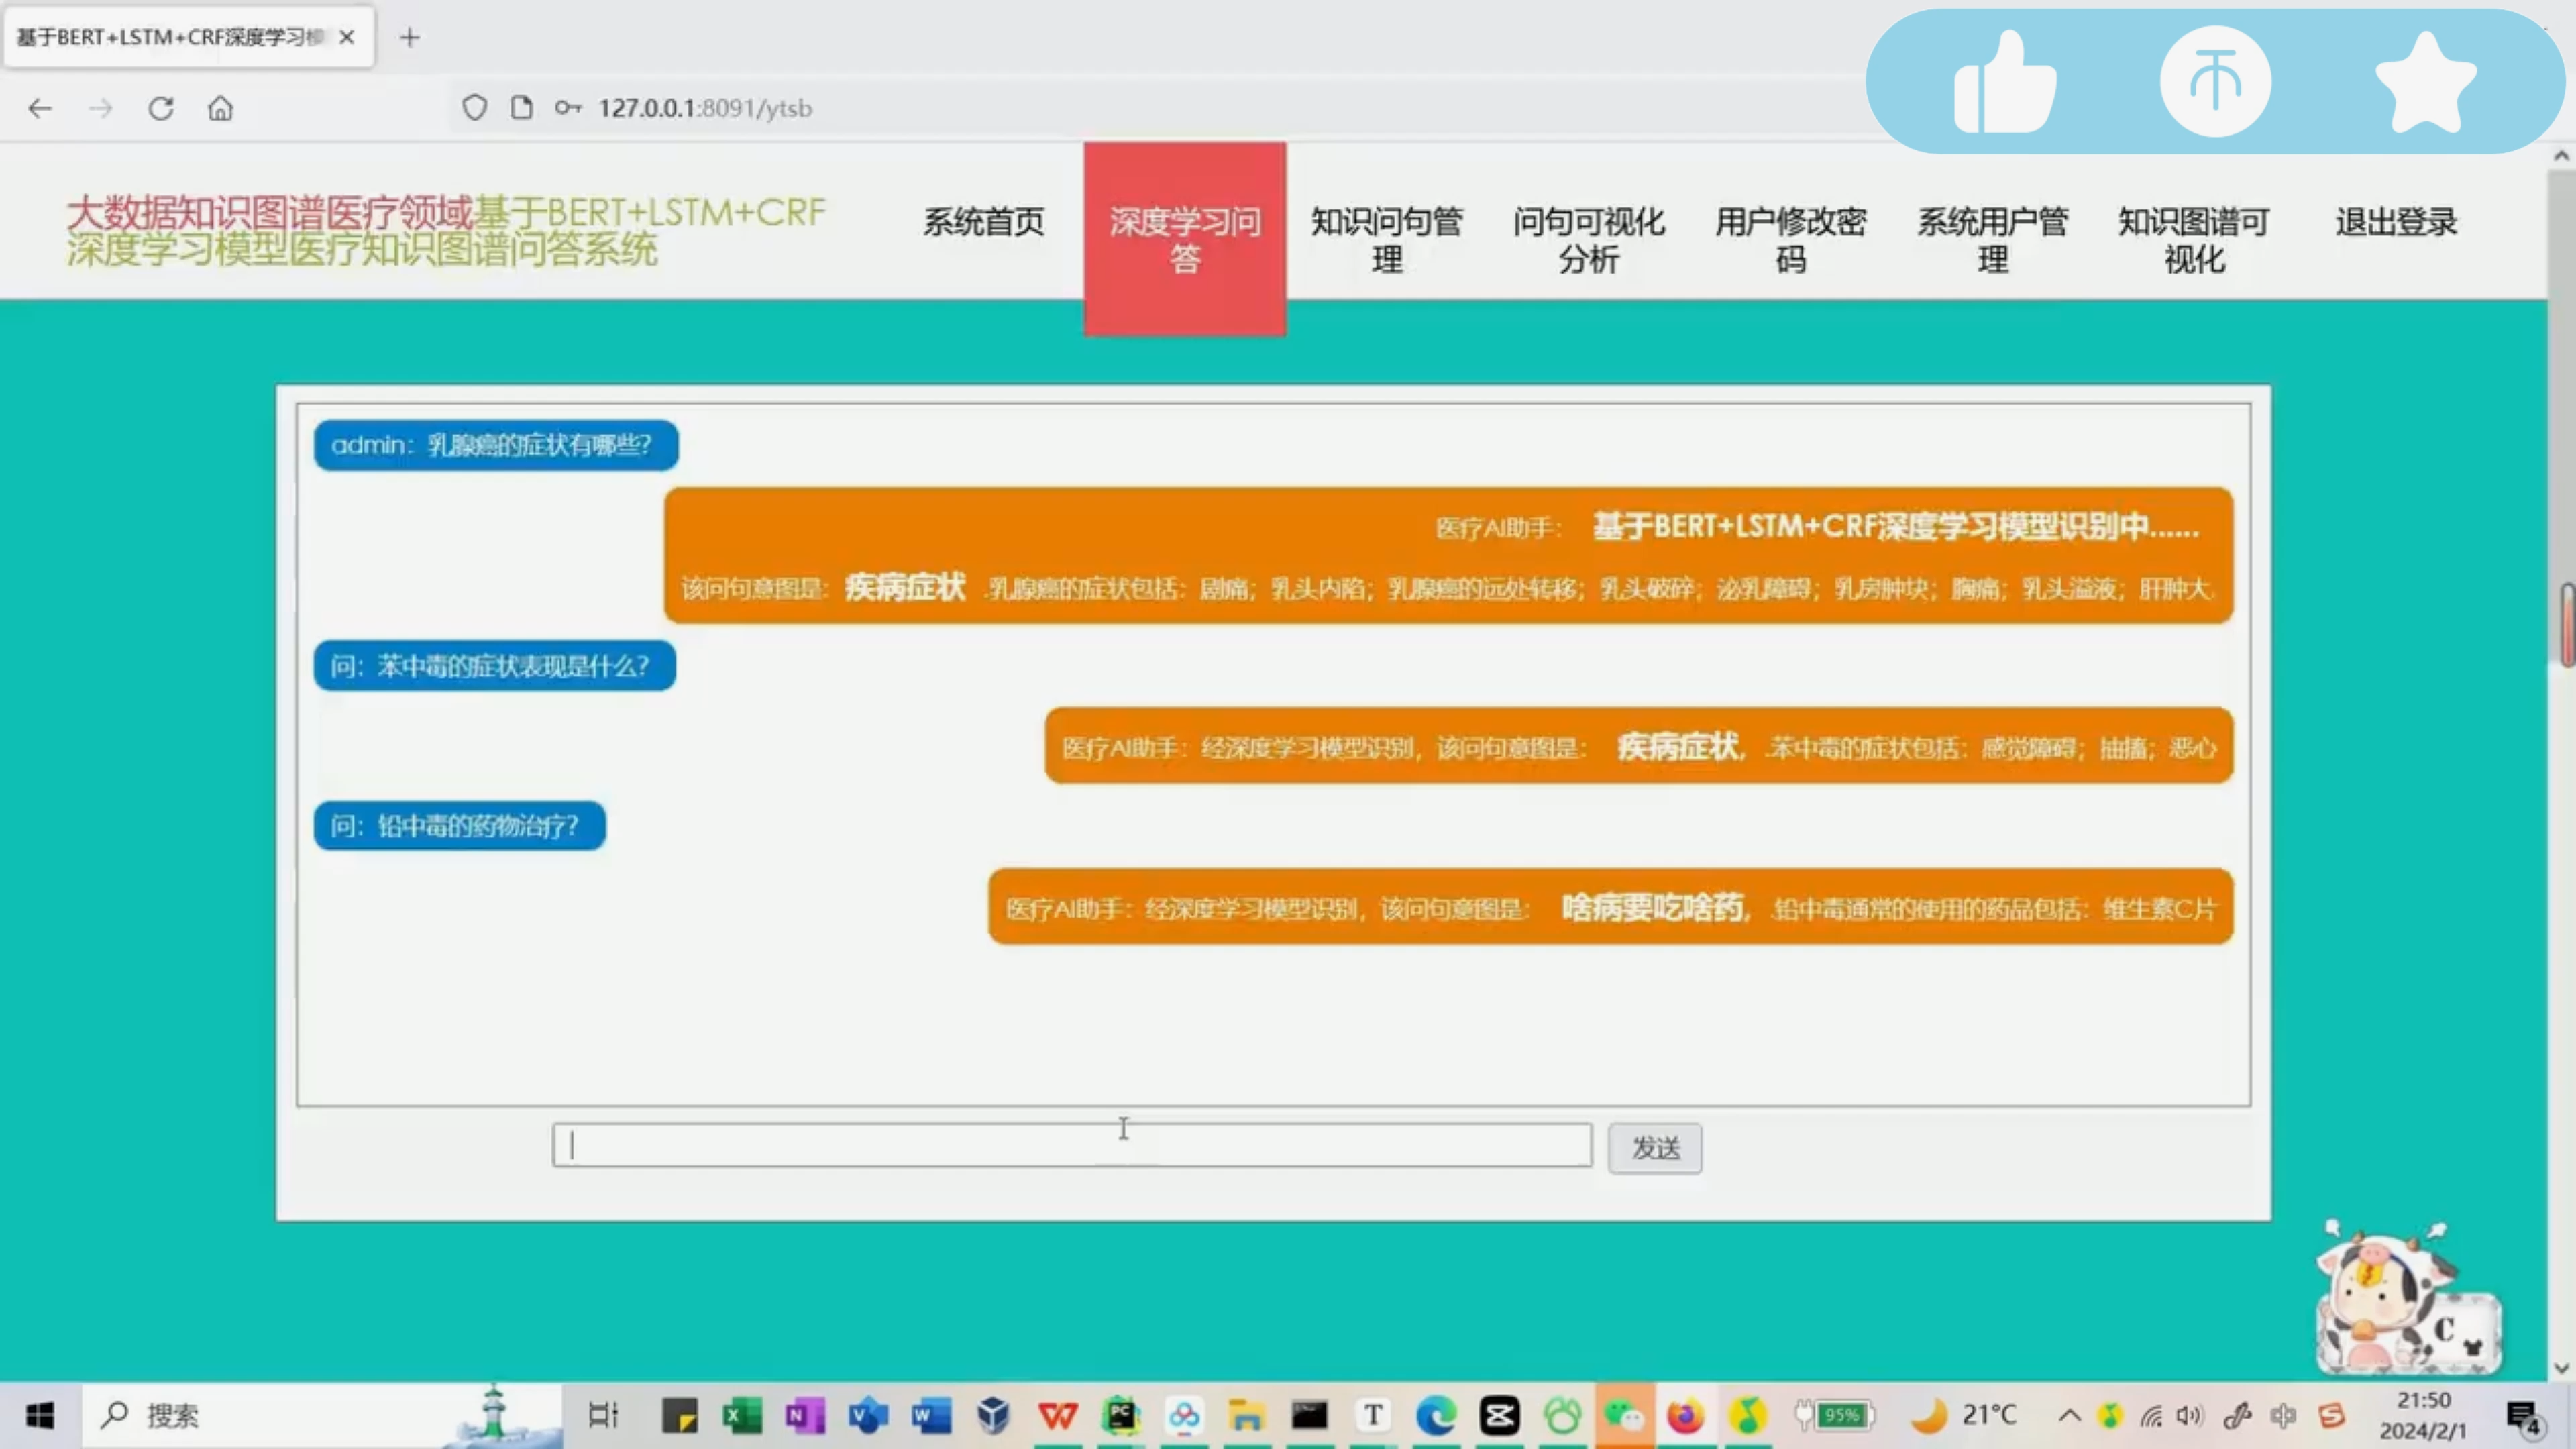 基于BERT+LSTM+CRF深度学习模
127.0.0.1:8091/ytsb
大数据知识图谱医疗领域基于BERT+LSTM+CRF
深度学习模型医疗知识图谱问答系统
系统首页
深度学习问
答
知识问句管
理
问句可视化
分析
用户修改密
码
系统用户管
理
知识图谱可
视化
退出登录
admin：乳腺癌的症状有哪些？
医疗AI助手： 基于BERT+LSTM+CRF深度学习模型识别中......
该问句意图是： 疾病症状 .乳腺癌的症状包括：剧痛；乳头内陷；乳腺癌的远处转移；乳头破碎；泌乳障碍；乳房肿块；胸痛；乳头溢液；肝肿大.
问：苯中毒的症状表现是什么？
医疗AI助手：经深度学习模型识别，该问句意图是： 疾病症状， .苯中毒的症状包括：感觉障碍；抽搐；恶心
问：铅中毒的药物治疗？
医疗AI助手：经深度学习模型识别，该问句意图是： 啥病要吃啥药， .铅中毒通常的使用的药品包括：维生素C片
发送
C
搜索
95%
21°C
21:50
2024/2/1
4